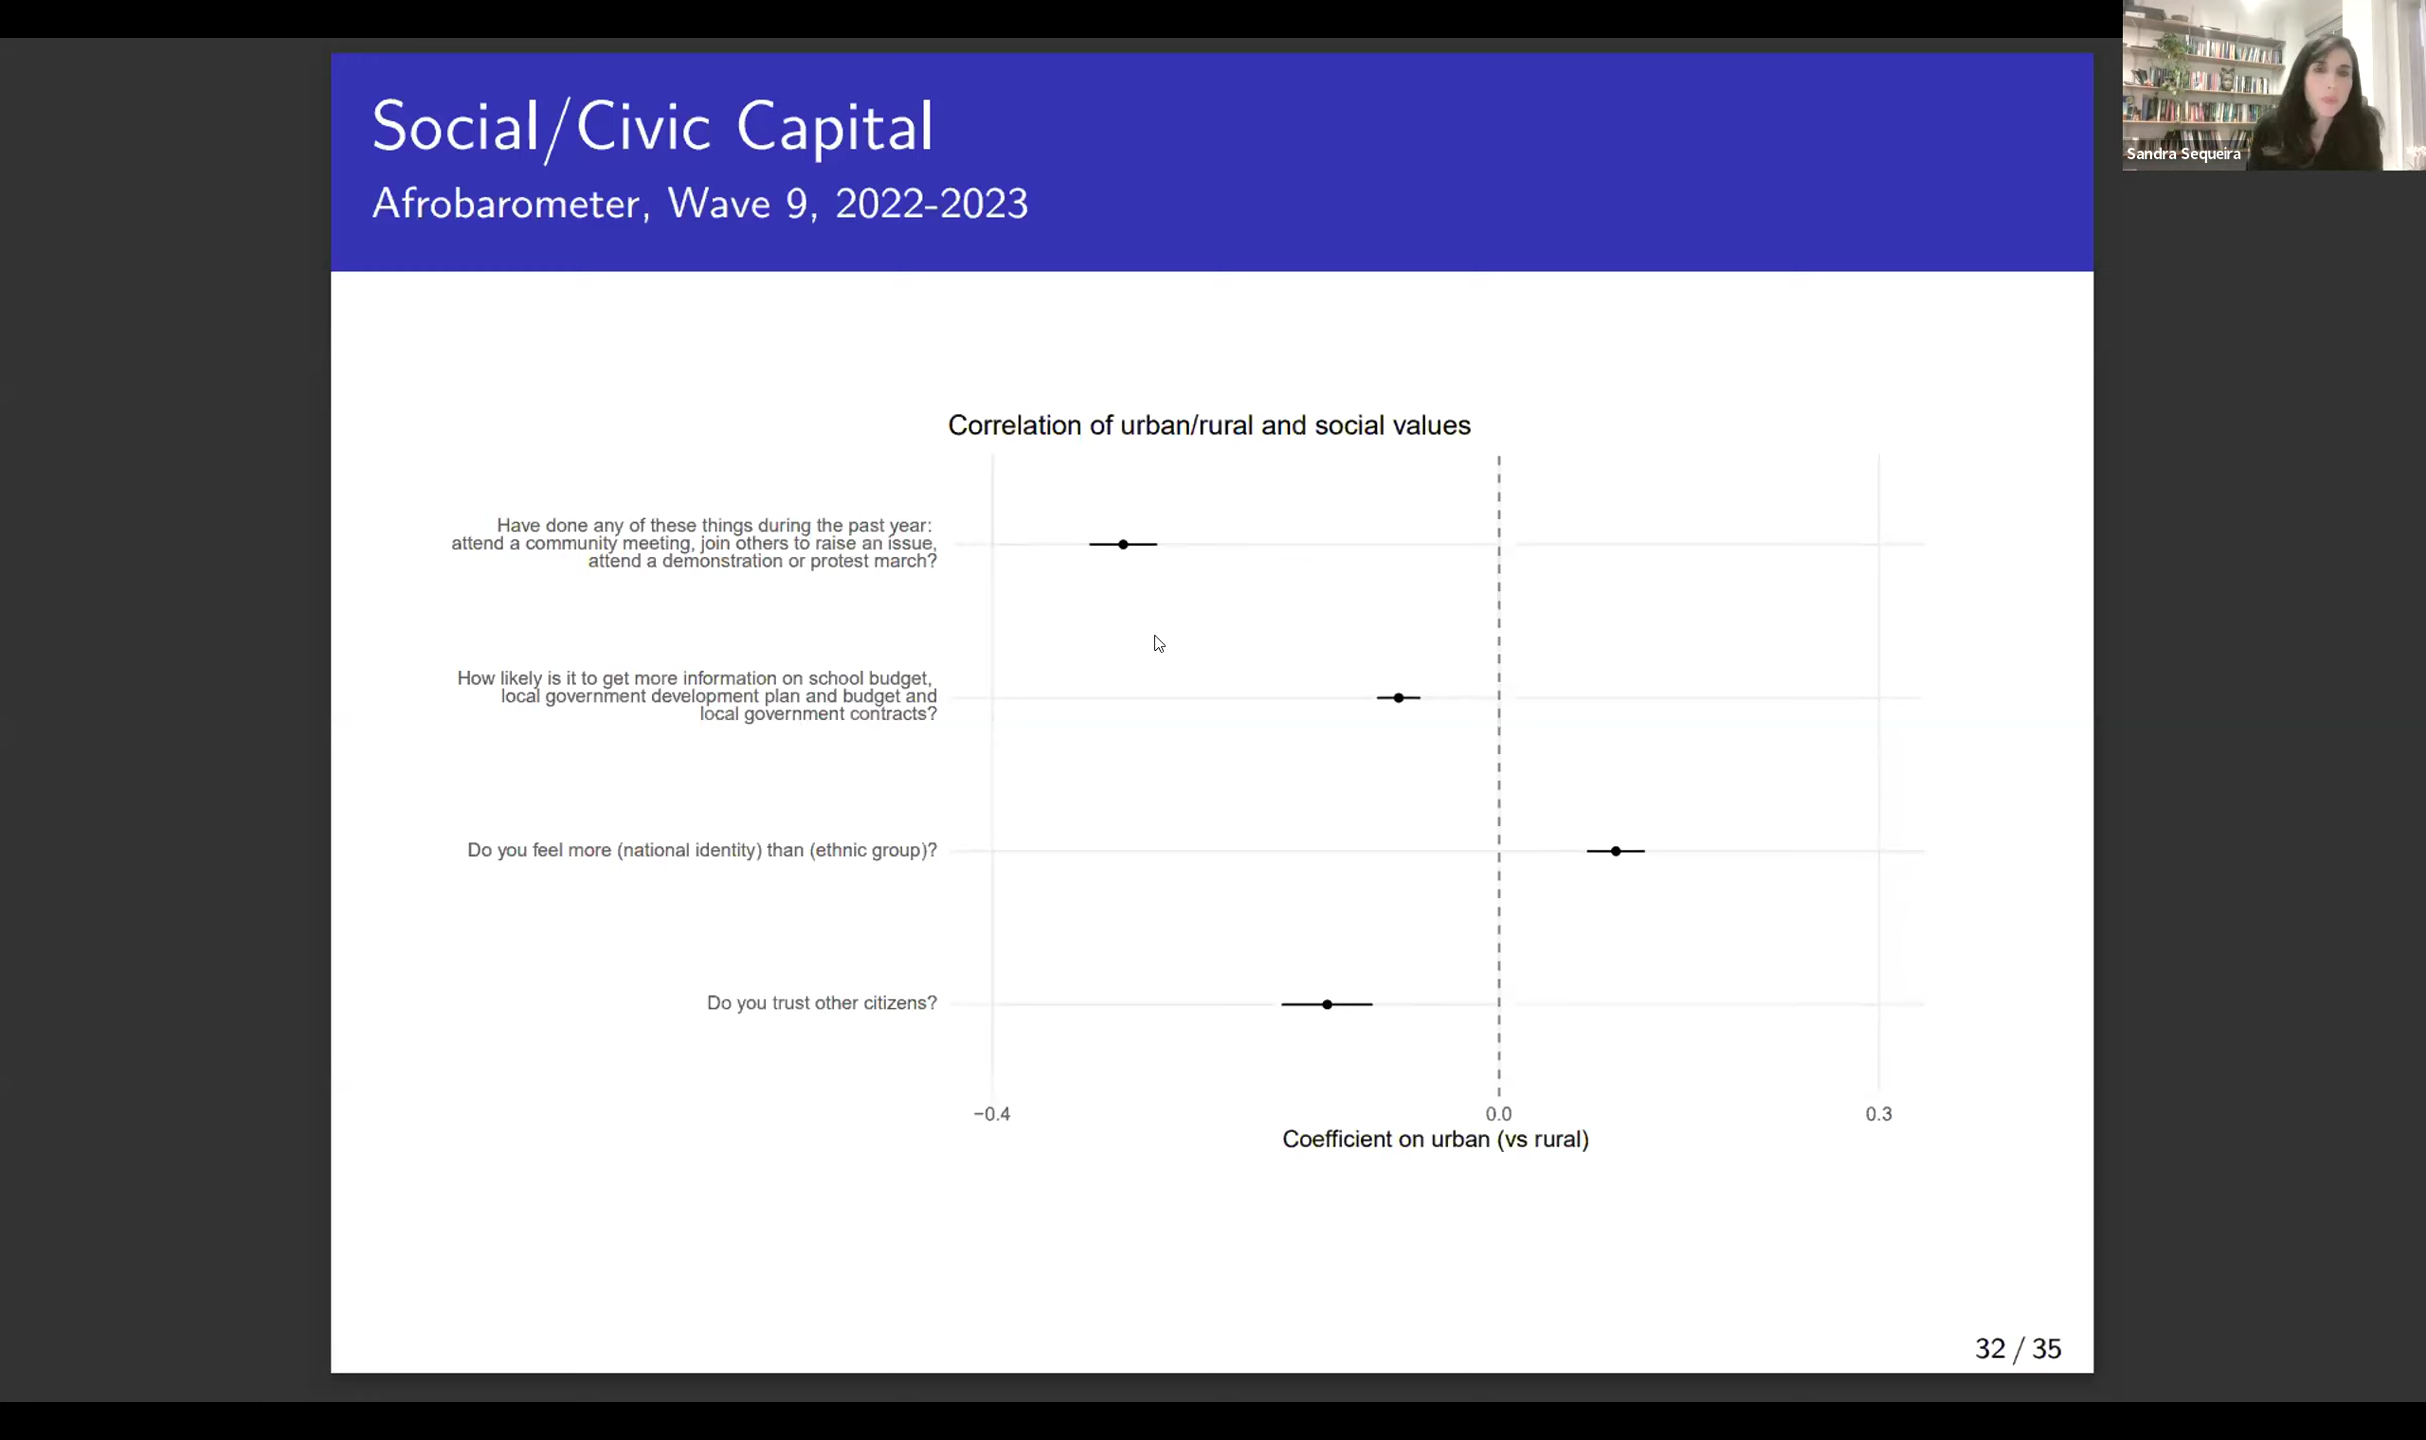 Social/Civic Capital
Afrobarometer, Wave 9, 2022-2023
Sandra Sequeira
Correlation of urban/rural and social values
Have done any of these things during the past year:
attend a community meeting, join others to raise an issue,
attend a demonstration or protest march?
How likely is it to get more information on school budget,
local government development plan and budget and
local government contracts?
Do you feel more (national identity) than (ethnic group)?
Do you trust other citizens?
−0.4
0.0
0.3
Coefficient on urban (vs rural)
32 / 35